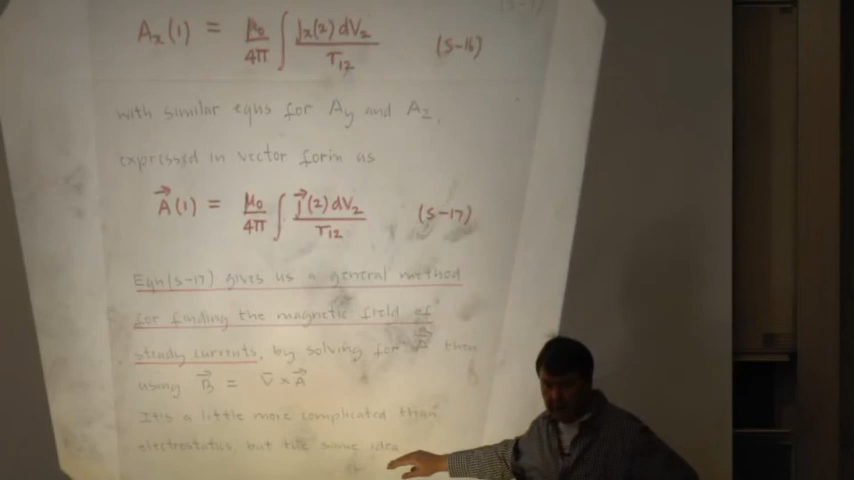 Aₓ(1) = μ₀/4π ∫ Jₓ(2) dV₂/r₁₂ (5-16)
with similar eqns for Ay and Az,
expressed in vector form as
A⃗(1) = μ₀/4π ∫ J⃗(2) dV₂/r₁₂ (5-17)
Eqn(5-17) gives us a general method
for finding the magnetic field of
steady currents, by solving for A⃗ then
using B⃗ = ∇ × A⃗
It's a little more complicated than
electrostatics, but the same idea